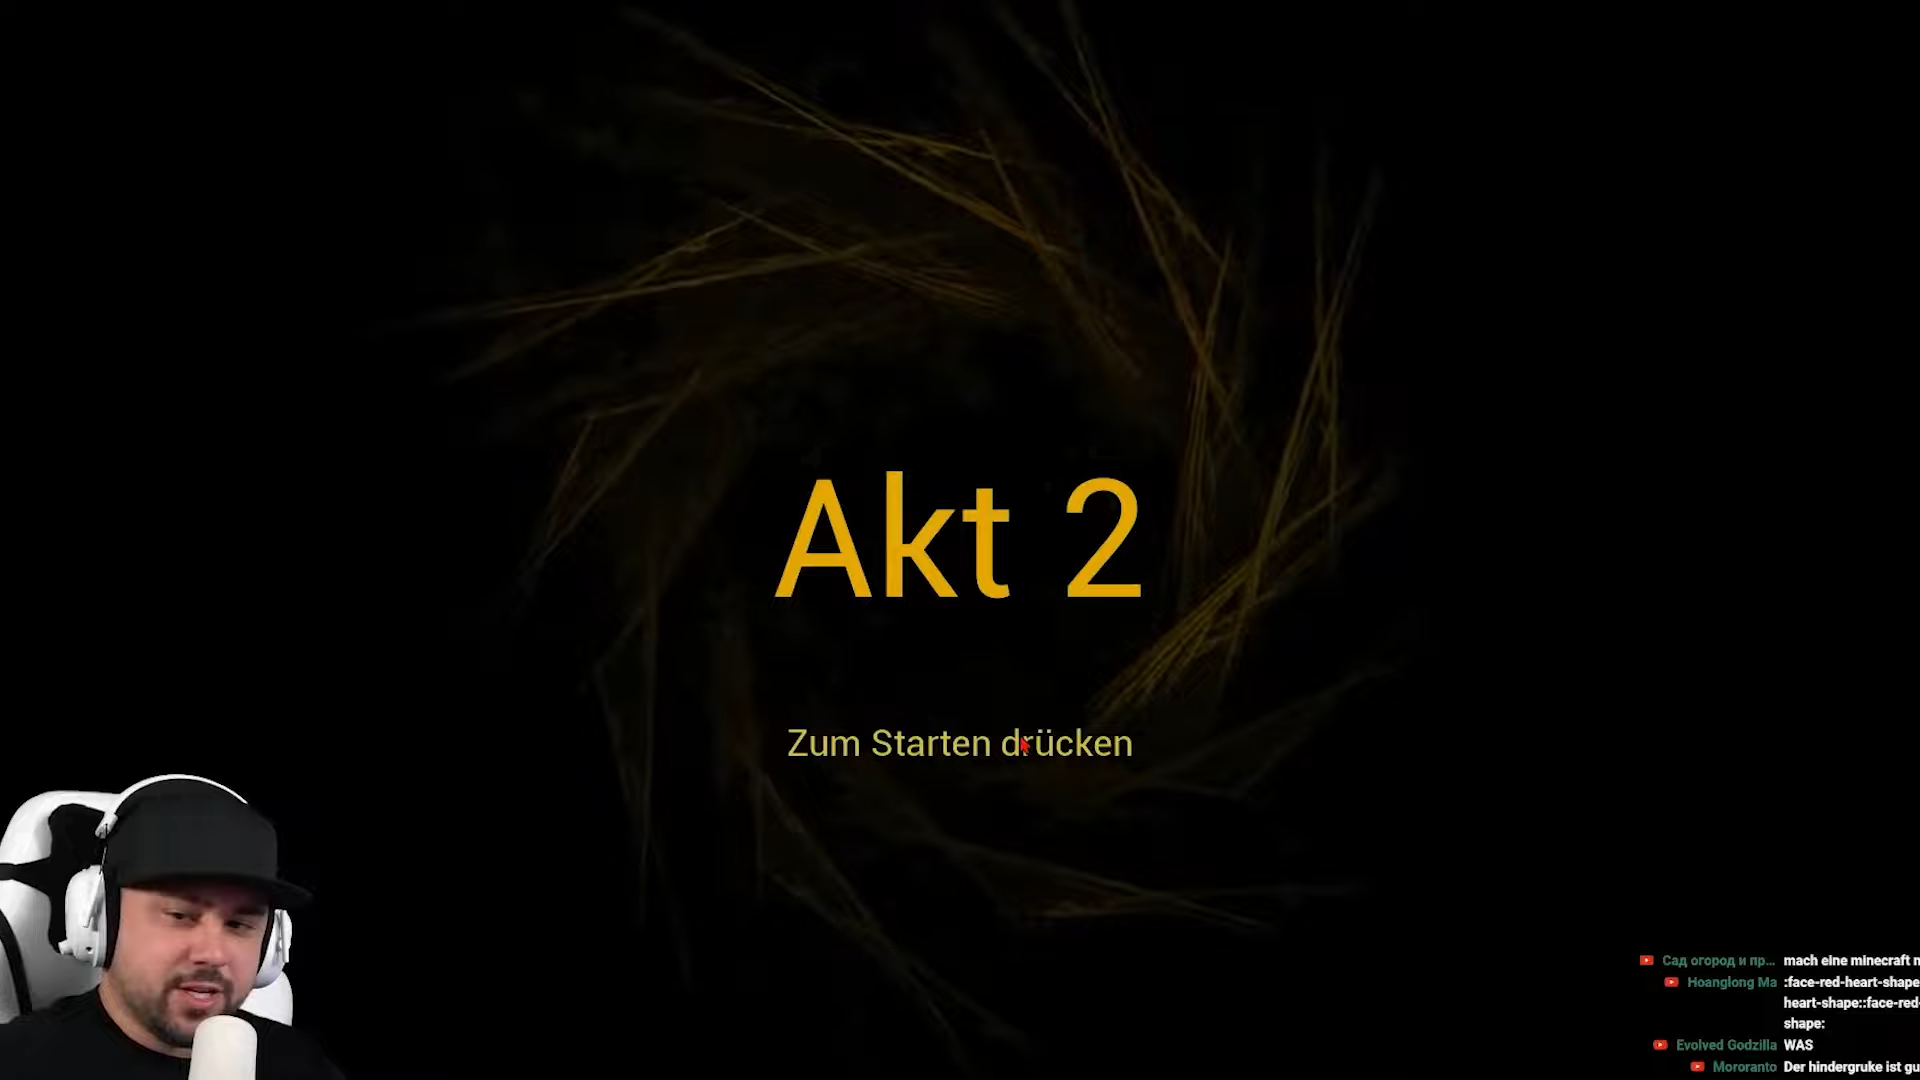 Akt 2
Zum Starten drücken
Сад огород и пр... mach eine minecraft
Hoanglong Ma :face-red-heart-shape
heart-shape::face-red-
shape:
Evolved Godzilla WAS
Mororanto Der hindergruke ist